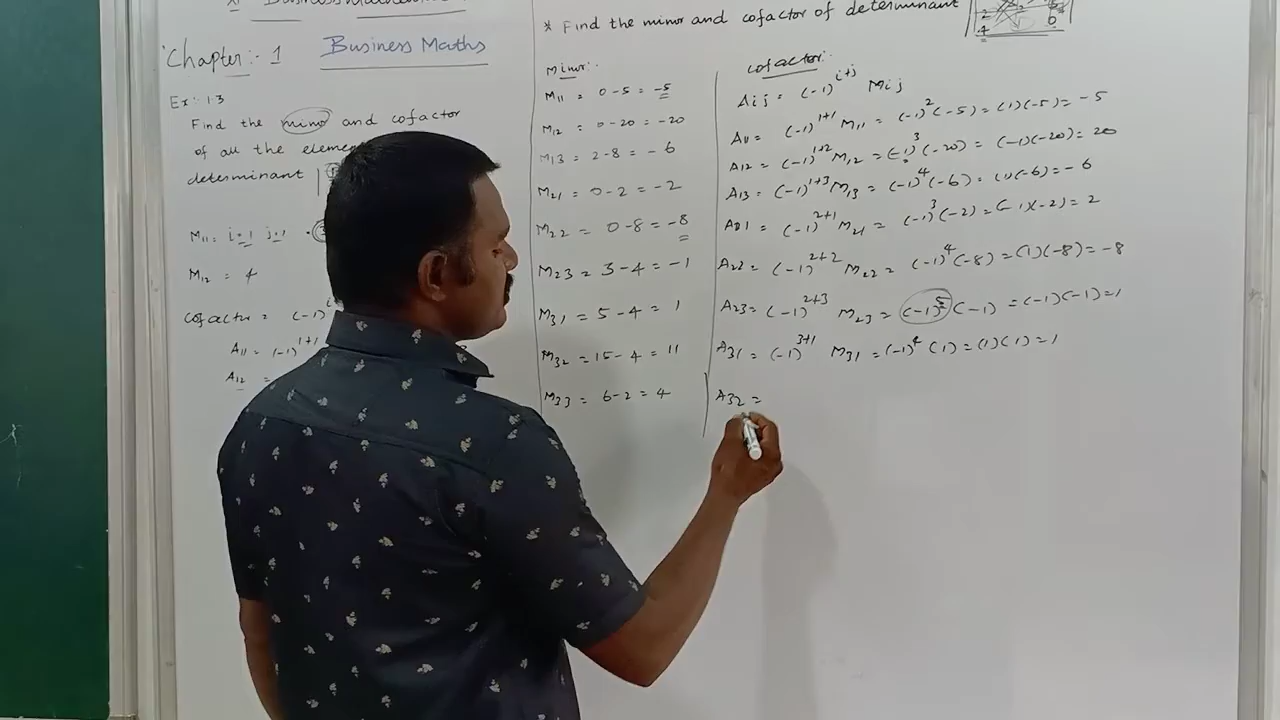 Chapter:- 1 Business Maths
Ex: 1.3
Find the minor and cofactor
of all the
determinant
M11 = i=1 j=1
M12 = 4
cofactor = (-1)
A11 = (-1)^1+1
A12 =
* Find the minor and cofactor of determinant
Minor:-
M11 = 0-5 = -5
M12 = 0-20 = -20
M13 = 2-8 = -6
M21 = 0-2 = -2
M22 = 0-8 = -8
M23 = 3-4 = -1
M31 = 5-4 = 1
M32 = 15-4 = 11
M33 = 6-2 = 4
cofactor:-
Aij = (-1)^i+j Mij
A11 = (-1)^1+1 M11 = (-1)^2 (-5) = (1)(-5) = -5
A12 = (-1)^1+2 M12 = (-1)^3 (-20) = (-1)(-20) = 20
A13 = (-1)^1+3 M13 = (-1)^4 (-6) = (1)(-6) = -6
A21 = (-1)^2+1 M21 = (-1)^3 (-2) = (-1)(-2) = 2
A22 = (-1)^2+2 M22 = (-1)^4 (-8) = (1)(-8) = -8
A23 = (-1)^2+3 M23 = (-1)^5 (-1) = (-1)(-1) = 1
A31 = (-1)^3+1 M31 = (-1)^4 (1) = (1)(1) = 1
A32 =